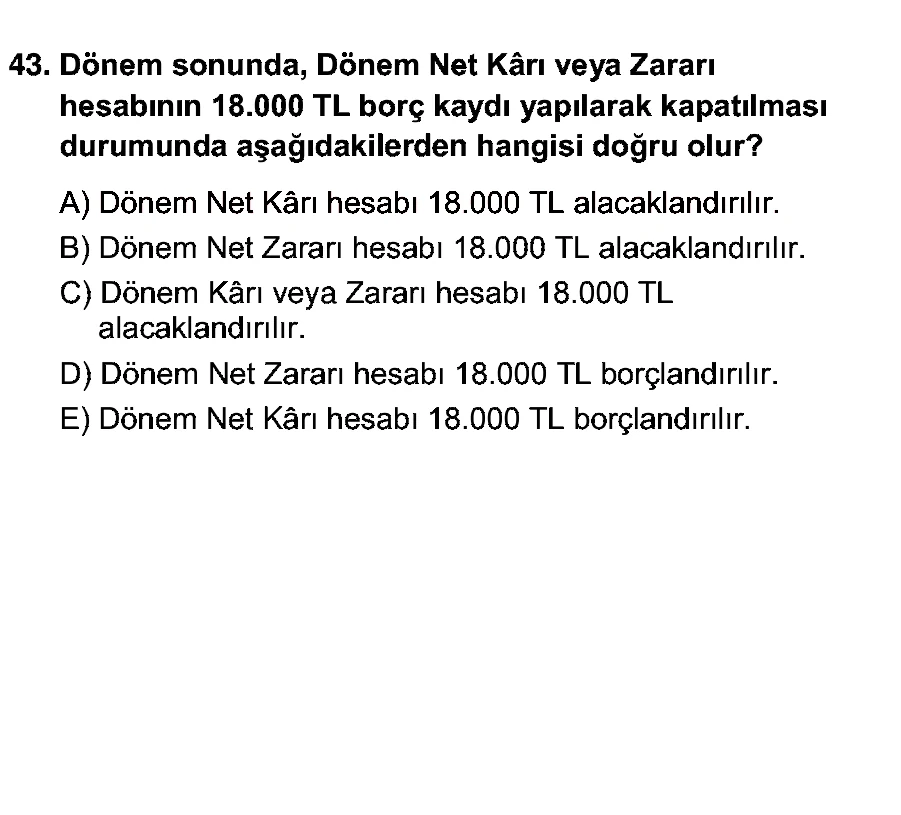 43. Dönem sonunda, Dönem Net Kârı veya Zararı
hesabının 18.000 TL borç kaydı yapılarak kapatılması
durumunda aşağıdakilerden hangisi doğru olur?
A) Dönem Net Kârı hesabı 18.000 TL alacaklandırılır.
B) Dönem Net Zararı hesabı 18.000 TL alacaklandırılır.
C) Dönem Kârı veya Zararı hesabı 18.000 TL
alacaklandırılır.
D) Dönem Net Zararı hesabı 18.000 TL borçlandırılır.
E) Dönem Net Kârı hesabı 18.000 TL borçlandırılır.